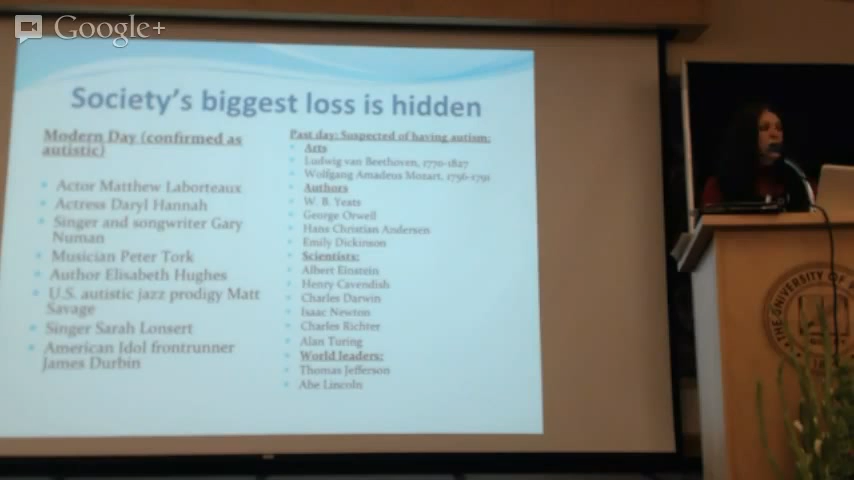 Google+
Society's biggest loss is hidden
Modern Day (confirmed as
autistic)
Actor Matthew Laborteaux
Actress Daryl Hannah
Singer and songwriter Gary
Numan
Musician Peter Tork
Author Elisabeth Hughes
U.S. autistic jazz prodigy Matt
Savage
Singer Sarah Lonsert
American Idol frontrunner
James Durbin
Past day: Suspected of having autism:
Arts
Ludwig van Beethoven, 1770-1827
Wolfgang Amadeus Mozart, 1756-1791
Authors
W. B. Yeats
George Orwell
Hans Christian Andersen
Emily Dickinson
Scientists:
Albert Einstein
Henry Cavendish
Charles Darwin
Isaac Newton
Charles Richter
Alan Turing
World leaders:
Thomas Jefferson
Abe Lincoln
THE UNIVERSITY OF